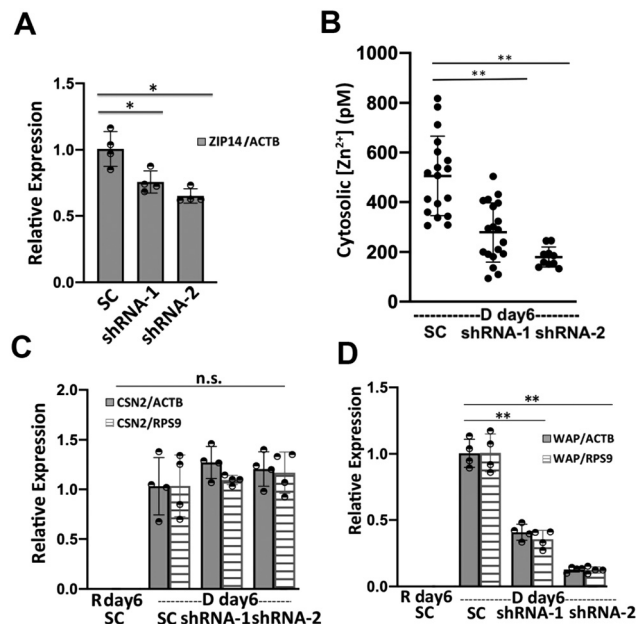 A
Relative Expression
1.5
1.0
0.5
0.0
*
*
ZIP14/ACTB
SC
shRNA-1
shRNA-2
B
Cytosolic [Zn²⁺] (pM)
1000
800
600
400
200
0
**
**
------------D day6------------
SC shRNA-1 shRNA-2
C
Relative Expression
2.0
1.5
1.0
0.5
0.0
n.s.
CSN2/ACTB
CSN2/RPS9
R day6 --------D day6--------
SC SC shRNA-1 shRNA-2
D
Relative Expression
1.5
1.0
0.5
0.0
**
**
WAP/ACTB
WAP/RPS9
R day6 --------D day6--------
SC SC shRNA-1 shRNA-2